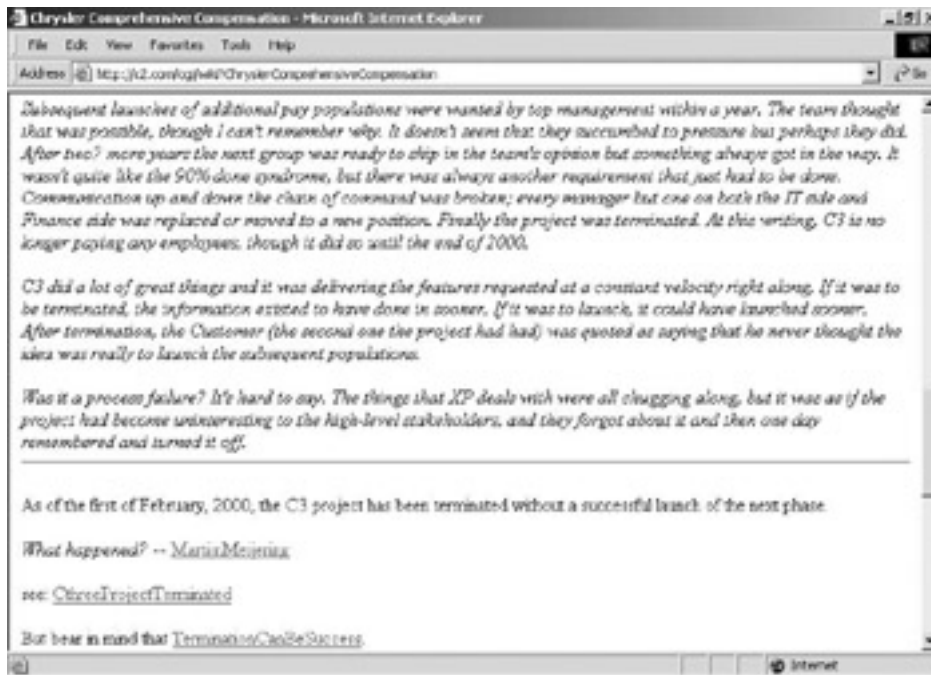 Chrysler Comprehensive Compensation - Microsoft Internet Explorer
File Edit View Favorites Tools Help
Address http://c2.com/cgi/wiki?ChryslerComprehensiveCompensation Go
Subsequent launches of additional pay populations were wanted by top management within a year. The team thought
that was possible, though I can't remember why. It doesn't seem that they succumbed to pressure but perhaps they did.
After two? more years the next group was ready to ship in the team's opinion but something always got in the way. It
wasn't quite like the 90% done syndrome, but there was always another requirement that just had to be done.
Communication up and down the chain of command was broken; every manager but one on both the IT side and
Finance side was replaced or moved to a new position. Finally the project was terminated. At this writing, C3 is no
longer paying any employees, though it did so until the end of 2000.
C3 did a lot of great things and it was delivering the features requested at a constant velocity right along. If it was to
be terminated, the information existed to have done in sooner. If it was to launch, it could have launched sooner.
After termination, the Customer (the second one the project had had) was quoted as saying that he never thought the
idea was really to launch the subsequent populations.
Was it a process failure? It's hard to say. The things that XP deals with were all chugging along, but it was as if the
project had become uninteresting to the high-level stakeholders, and they forgot about it and then one day
remembered and turned it off.
As of the first of February, 2000, the C3 project has been terminated without a successful launch of the next phase.
What happened? -- MartinMeijering
see: CthreeProjectTerminated
But bear in mind that TerminationCanBeSuccess.
Internet